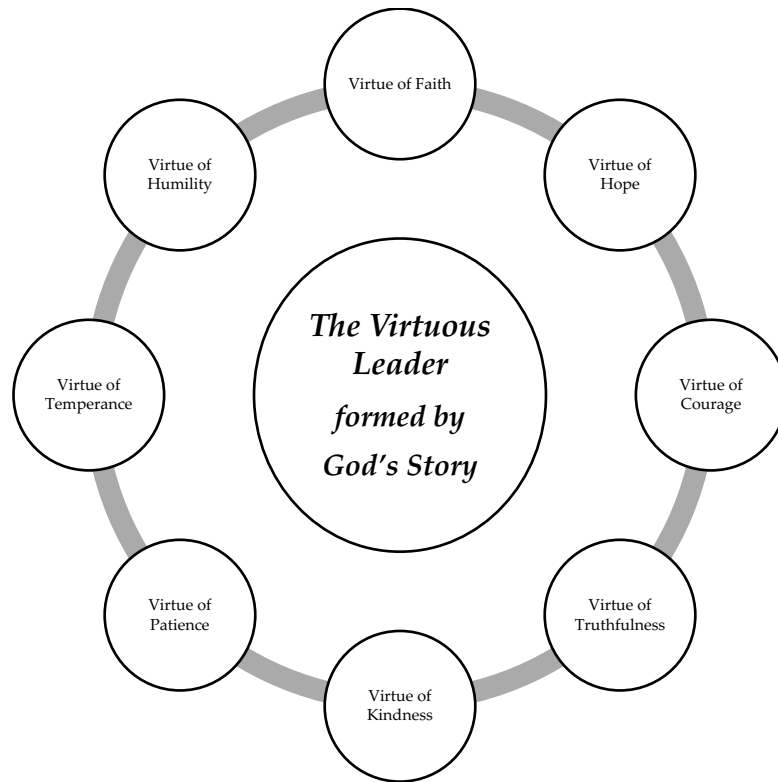 Virtue of Faith
Virtue of
Hope
Virtue of
Courage
Virtue of
Truthfulness
Virtue of
Kindness
Virtue of
Patience
Virtue of
Temperance
Virtue of
Humility
The Virtuous
Leader
formed by
God’s Story